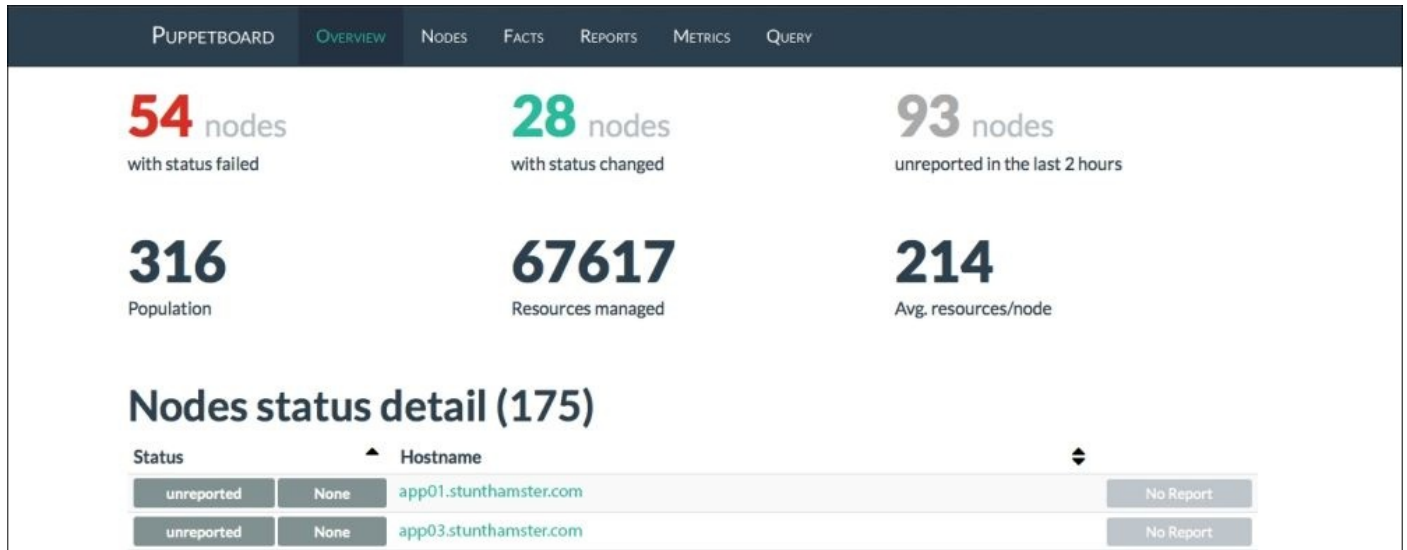 PUPPETBOARD OVERVIEW NODES FACTS REPORTS METRICS QUERY
54 nodes 28 nodes 93 nodes
with status failed with status changed unreported in the last 2 hours
316 67617 214
Population Resources managed Avg. resources/node
Nodes status detail (175)
Status Hostname
unreported None app01.stunthamster.com No Report
unreported None app03.stunthamster.com No Report